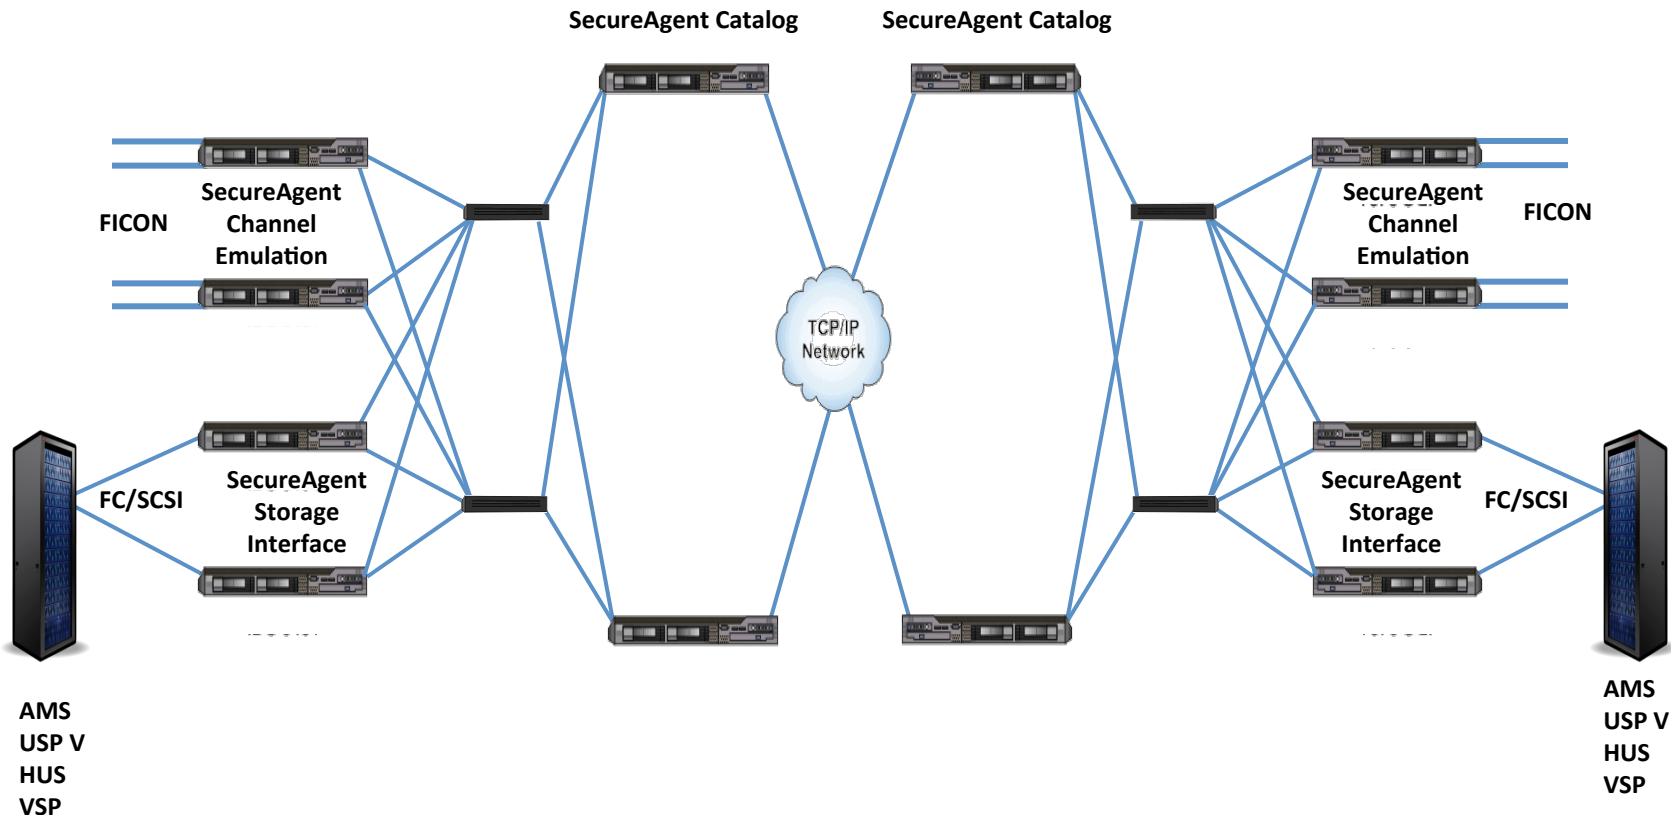 SecureAgent Catalog
SecureAgent Catalog
SecureAgent
Channel
Emulation
FICON
SecureAgent
Channel
Emulation
FICON
TCP/IP
Network
FC/SCSI
SecureAgent
Storage
Interface
SecureAgent
Storage
Interface
FC/SCSI
AMS
USP V
HUS
VSP
AMS
USP V
HUS
VSP